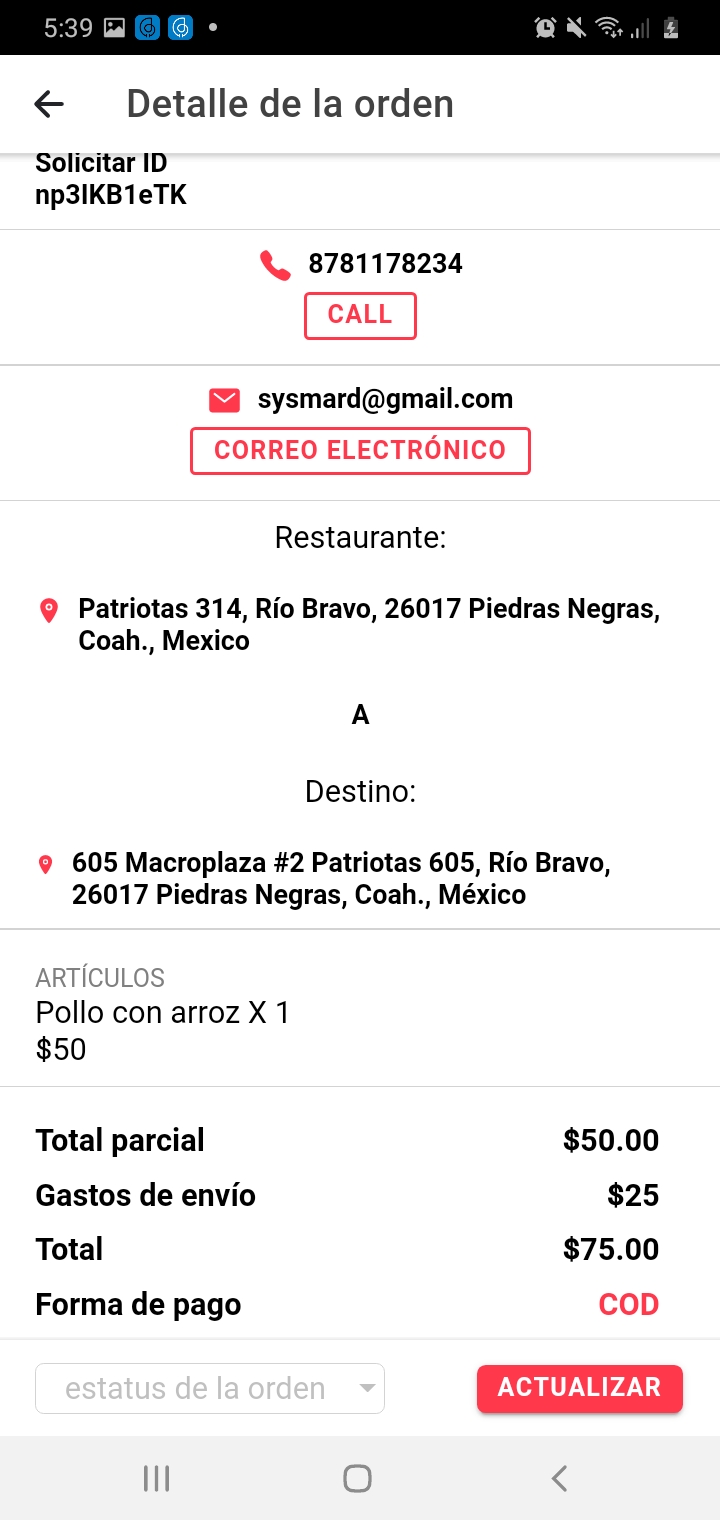 5:39
Detalle de la orden
Solicitar ID
np3IKB1eTK
8781178234
CALL
sysmard@gmail.com
CORREO ELECTRÓNICO
Restaurante:
Patriotas 314, Río Bravo, 26017 Piedras Negras,
Coah., Mexico
A
Destino:
605 Macroplaza #2 Patriotas 605, Río Bravo,
26017 Piedras Negras, Coah., México
ARTÍCULOS
Pollo con arroz X 1
$50
Total parcial $50.00
Gastos de envío $25
Total $75.00
Forma de pago COD
estatus de la orden ACTUALIZAR